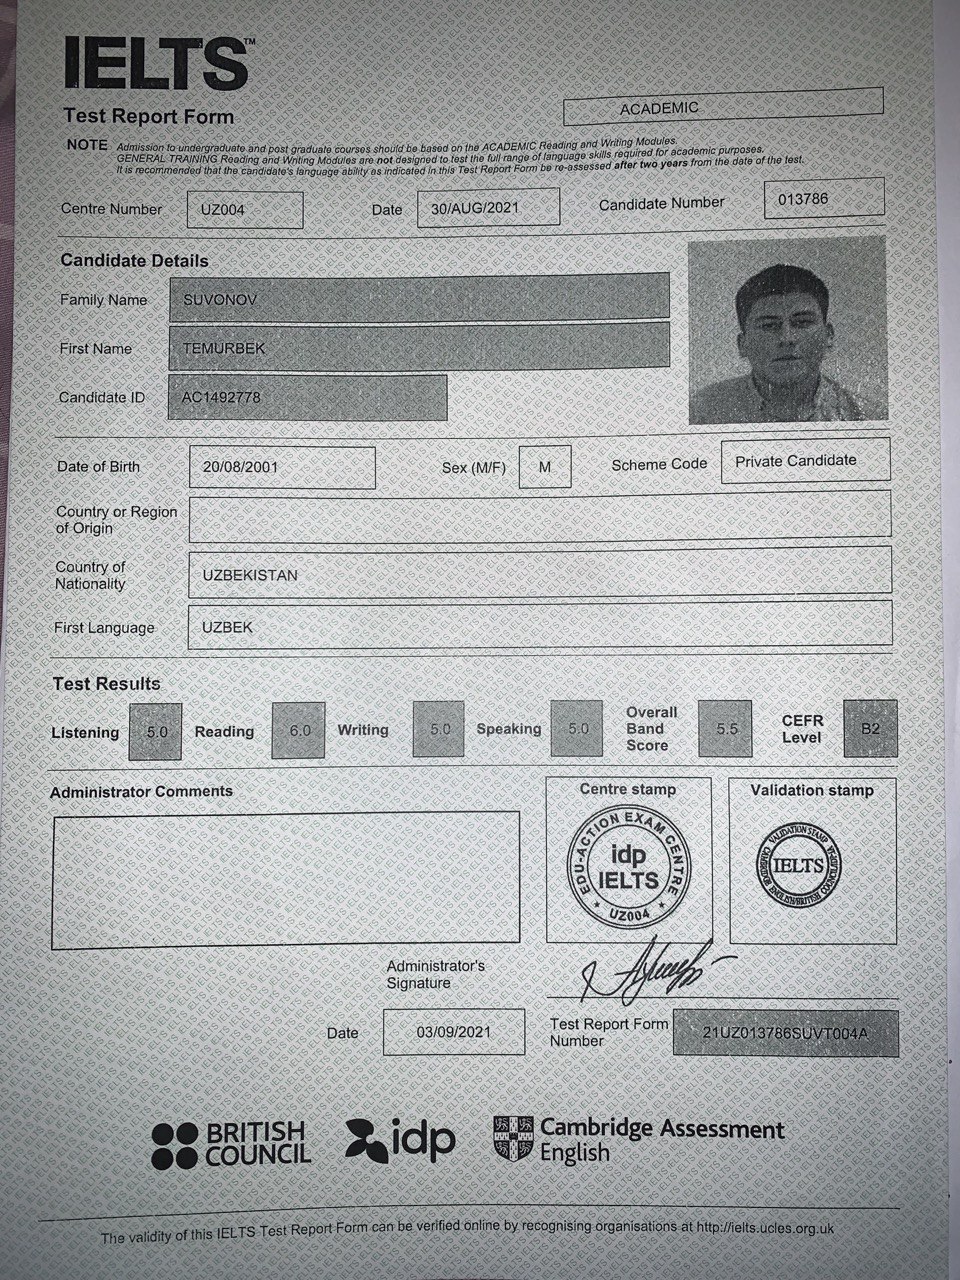 IELTS™
Test Report Form
ACADEMIC
NOTE Admission to undergraduate and post graduate courses should be based on the ACADEMIC Reading and Writing Modules.
GENERAL TRAINING Reading and Writing Modules are not designed to test the full range of language skills required for academic purposes.
It is recommended that the candidate's language ability as indicated in this Test Report Form be re-assessed after two years from the date of the test.
Centre Number UZ004 Date 30/AUG/2021 Candidate Number 013786
Candidate Details
Family Name SUVONOV
First Name TEMURBEK
Candidate ID AC1492778
Date of Birth 20/08/2001 Sex (M/F) M Scheme Code Private Candidate
Country or Region
of Origin
Country of
Nationality UZBEKISTAN
First Language UZBEK
Test Results
Listening 5.0 Reading 6.0 Writing 5.0 Speaking 5.0 Overall Band Score 5.5 CEFR Level B2
Administrator Comments
Centre stamp
EDU-ACTION EXAM CENTRE
idp
IELTS
UZ004
Validation stamp
VALIDATION STAMP
IELTS
Administrator's
Signature
Date 03/09/2021
Test Report Form
Number 21UZ013786SUVT004A
BRITISH
COUNCIL
idp
Cambridge Assessment
English
The validity of this IELTS Test Report Form can be verified online by recognising organisations at http://ielts.ucles.org.uk